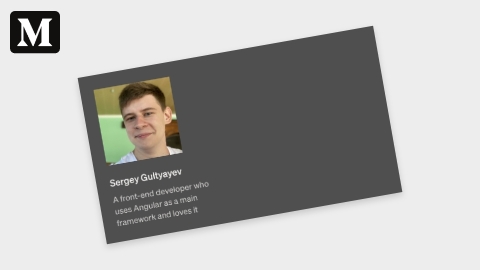 M
Sergey Gultyayev
A front-end developer who
uses Angular as a main
framework and loves it